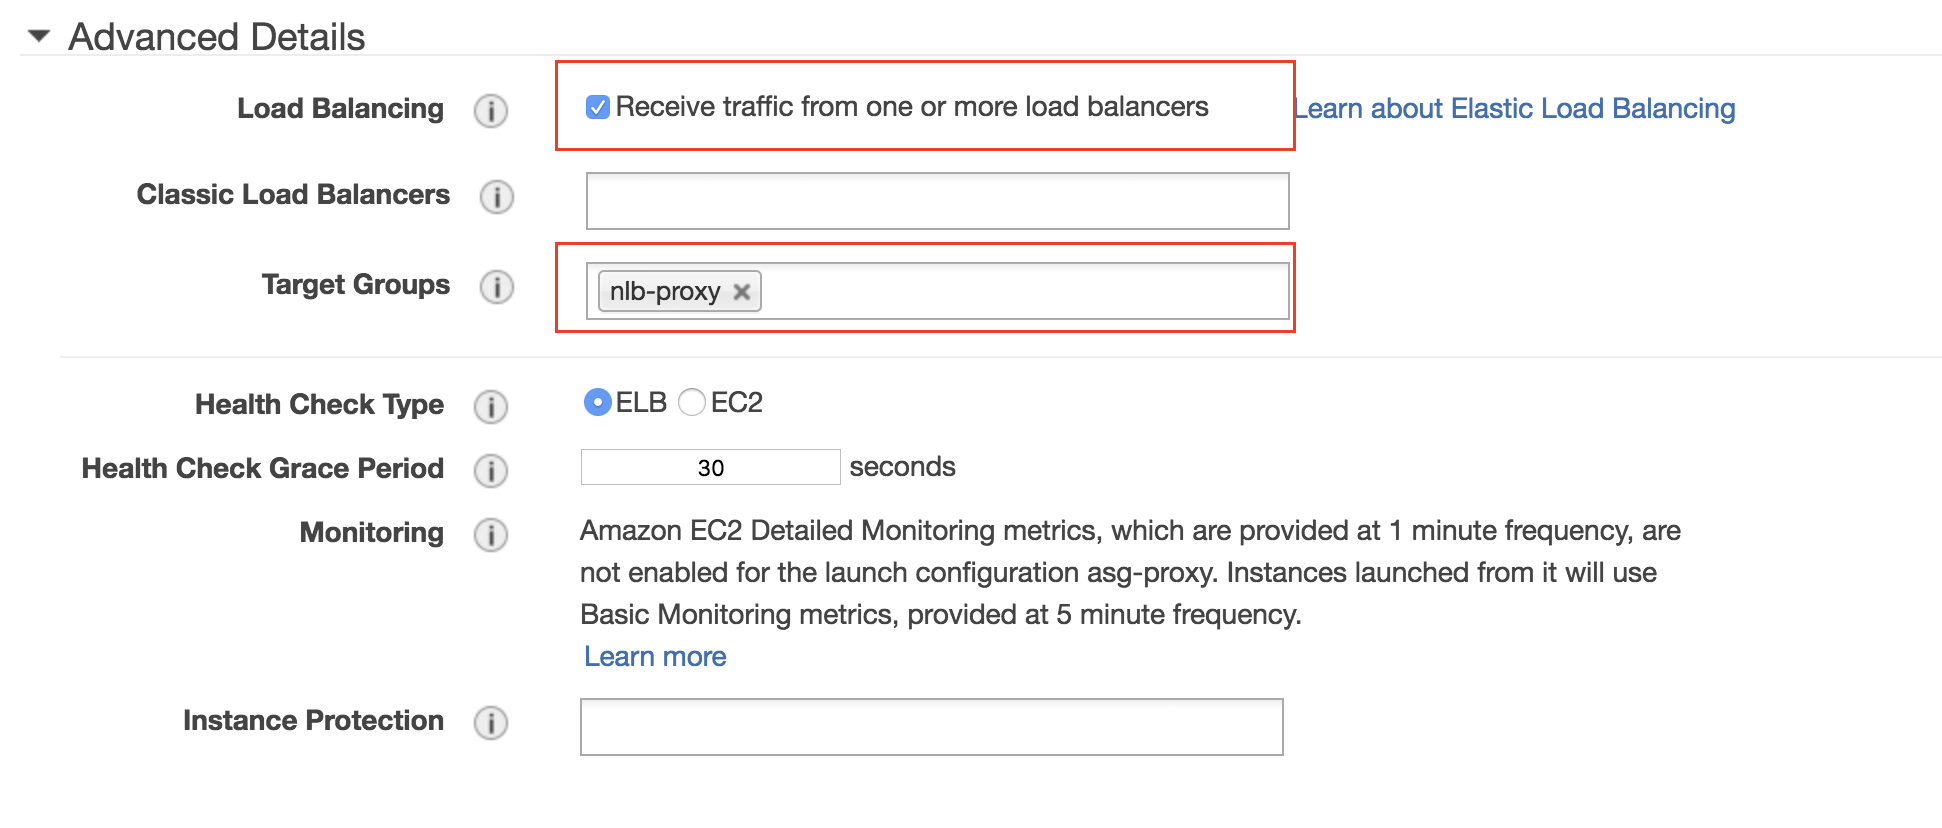 Advanced Details
Load Balancing i Receive traffic from one or more load balancers Learn about Elastic Load Balancing
Classic Load Balancers i
Target Groups i nlb-proxy ×
Health Check Type i ELB EC2
Health Check Grace Period i 30 seconds
Monitoring i Amazon EC2 Detailed Monitoring metrics, which are provided at 1 minute frequency, are
not enabled for the launch configuration asg-proxy. Instances launched from it will use
Basic Monitoring metrics, provided at 5 minute frequency.
Learn more
Instance Protection i